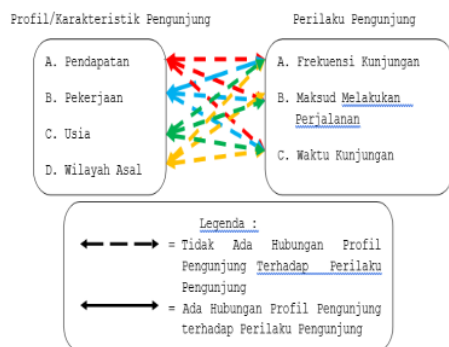 Profil/Karakteristik Pengunjung
Perilaku Pengunjung
A. Pendapatan
B. Pekerjaan
C. Usia
D. Wilayah Asal
A. Frekuensi Kunjungan
B. Maksud Melakukan
Perjalanan
C. Waktu Kunjungan
Legenda :
= Tidak Ada Hubungan Profil
Pengunjung Terhadap Perilaku
Pengunjung
= Ada Hubungan Profil Pengunjung
terhadap Perilaku Pengunjung